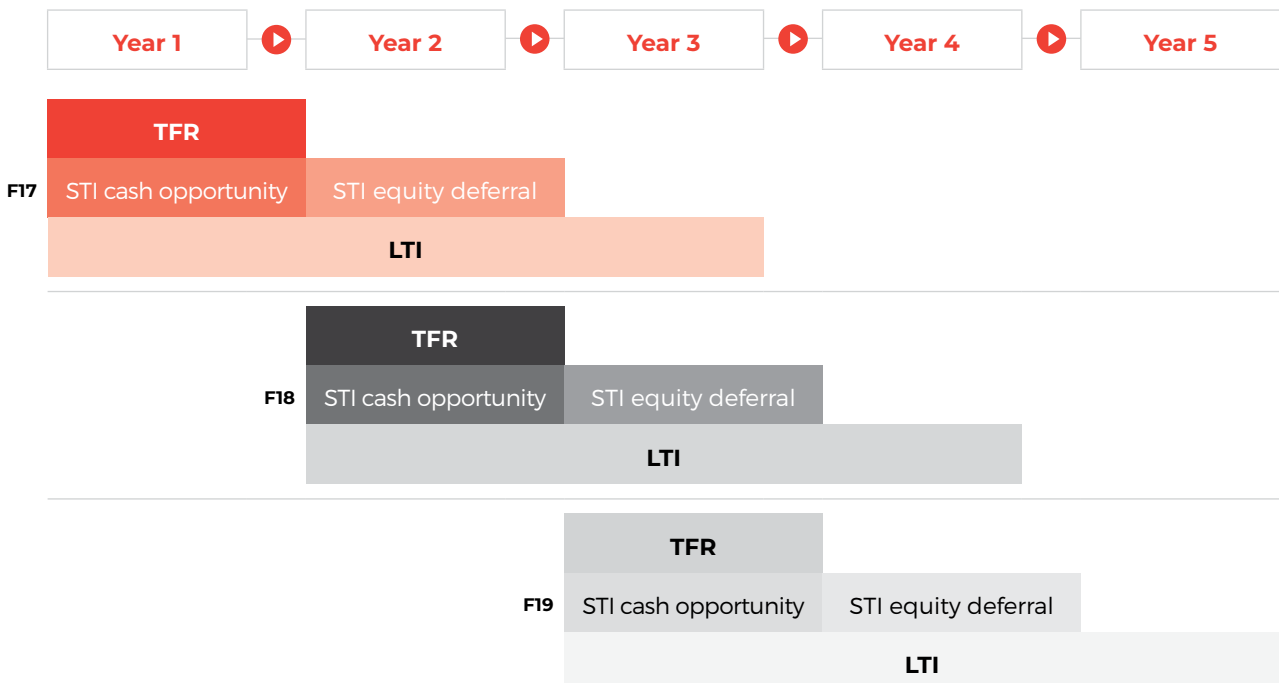 Year 1
Year 2
Year 3
Year 4
Year 5
TFR
F17
STI cash opportunity
STI equity deferral
LTI
TFR
F18
STI cash opportunity
STI equity deferral
LTI
TFR
F19
STI cash opportunity
STI equity deferral
LTI